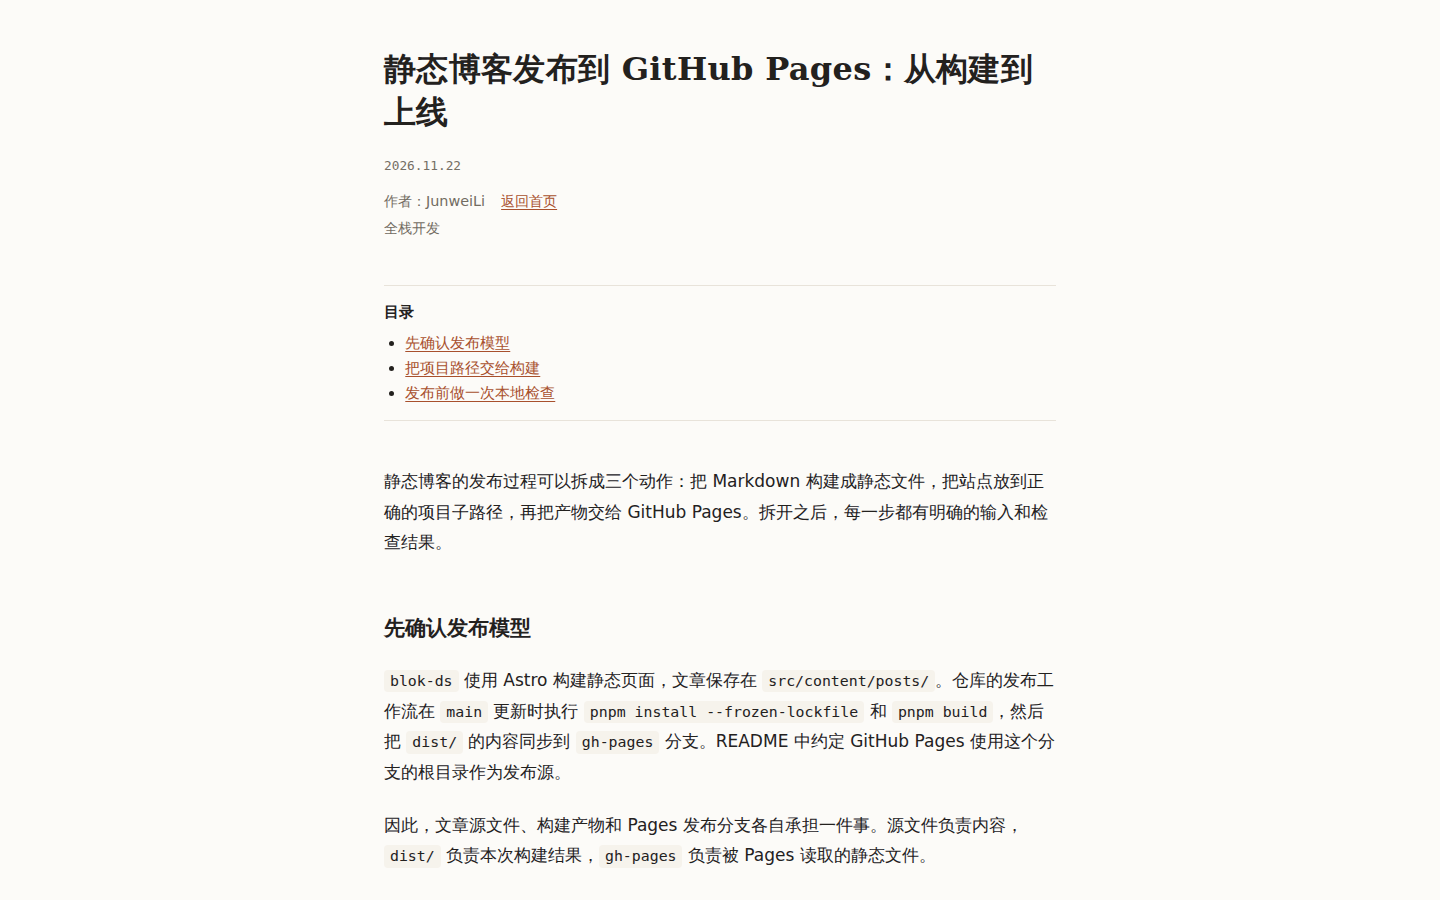 静态博客发布到 GitHub Pages：从构建到
上线
2026.11.22
作者：JunweiLi 返回首页
全栈开发
目录
先确认发布模型
把项目路径交给构建
发布前做一次本地检查
静态博客的发布过程可以拆成三个动作：把 Markdown 构建成静态文件，把站点放到正
确的项目子路径，再把产物交给 GitHub Pages。拆开之后，每一步都有明确的输入和检
查结果。
先确认发布模型
blok-ds 使用 Astro 构建静态页面，文章保存在 src/content/posts/。仓库的发布工
作流在 main 更新时执行 pnpm install --frozen-lockfile 和 pnpm build，然后
把 dist/ 的内容同步到 gh-pages 分支。README 中约定 GitHub Pages 使用这个分
支的根目录作为发布源。
因此，文章源文件、构建产物和 Pages 发布分支各自承担一件事。源文件负责内容，
dist/ 负责本次构建结果，gh-pages 负责被 Pages 读取的静态文件。